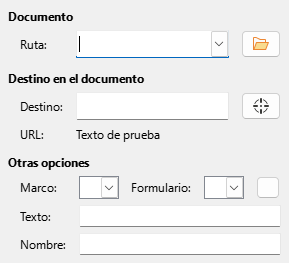 Documento
Ruta:
Destino en el documento
Destino:
URL: Texto de prueba
Otras opciones
Marco: Formulario:
Texto:
Nombre: